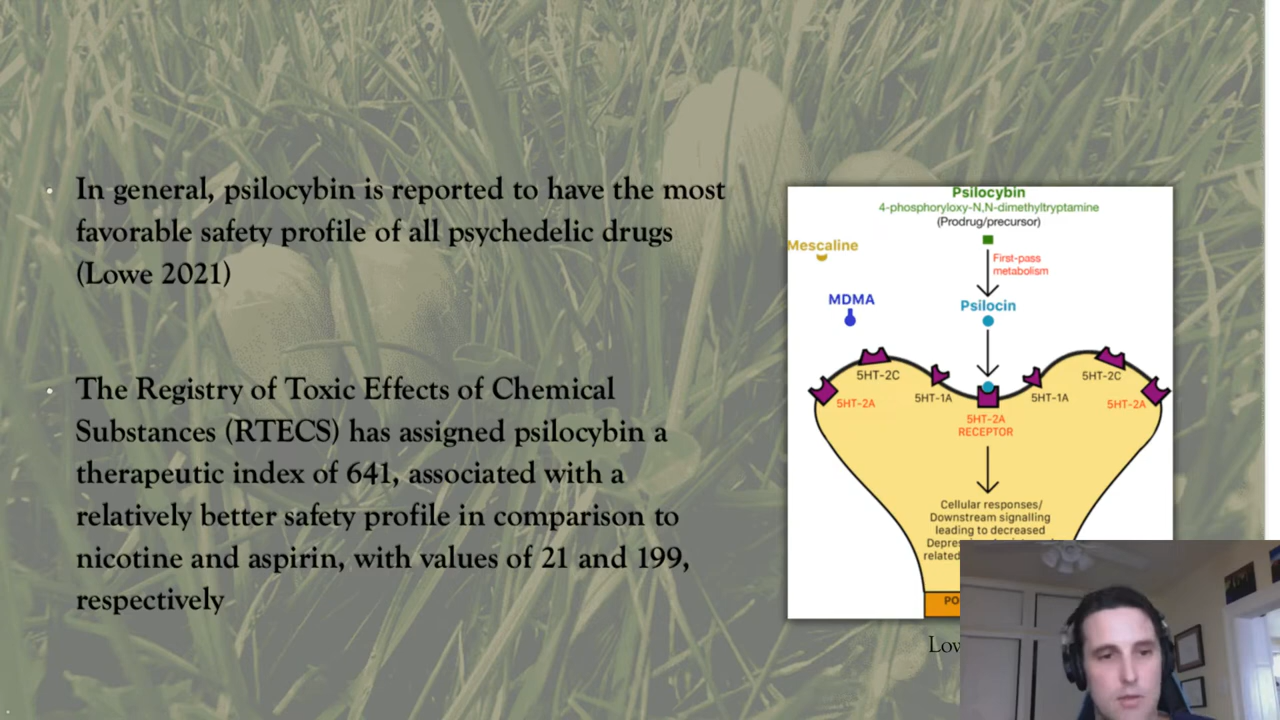 In general, psilocybin is reported to have the most
favorable safety profile of all psychedelic drugs
(Lowe 2021)
The Registry of Toxic Effects of Chemical
Substances (RTECS) has assigned psilocybin a
therapeutic index of 641, associated with a
relatively better safety profile in comparison to
nicotine and aspirin, with values of 21 and 199,
respectively
Psilocybin
4-phosphoryloxy-N,N-dimethyltryptamine
(Prodrug/precursor)
Mescaline
First-pass
metabolism
MDMA
Psilocin
5HT-2C
5HT-2C
5HT-1A
5HT-1A
5HT-2A
5HT-2A
5HT-2A
RECEPTOR
Cellular responses/
Downstream signalling
leading to decreased
related